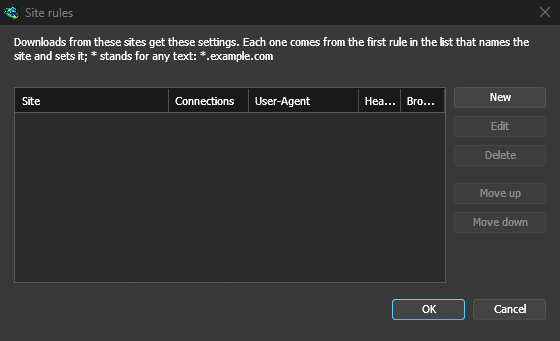 Site rules
Downloads from these sites get these settings. Each one comes from the first rule in the list that names the
site and sets it; * stands for any text: *.example.com
Site Connections User-Agent Hea... Bro...
New
Edit
Delete
Move up
Move down
OK Cancel